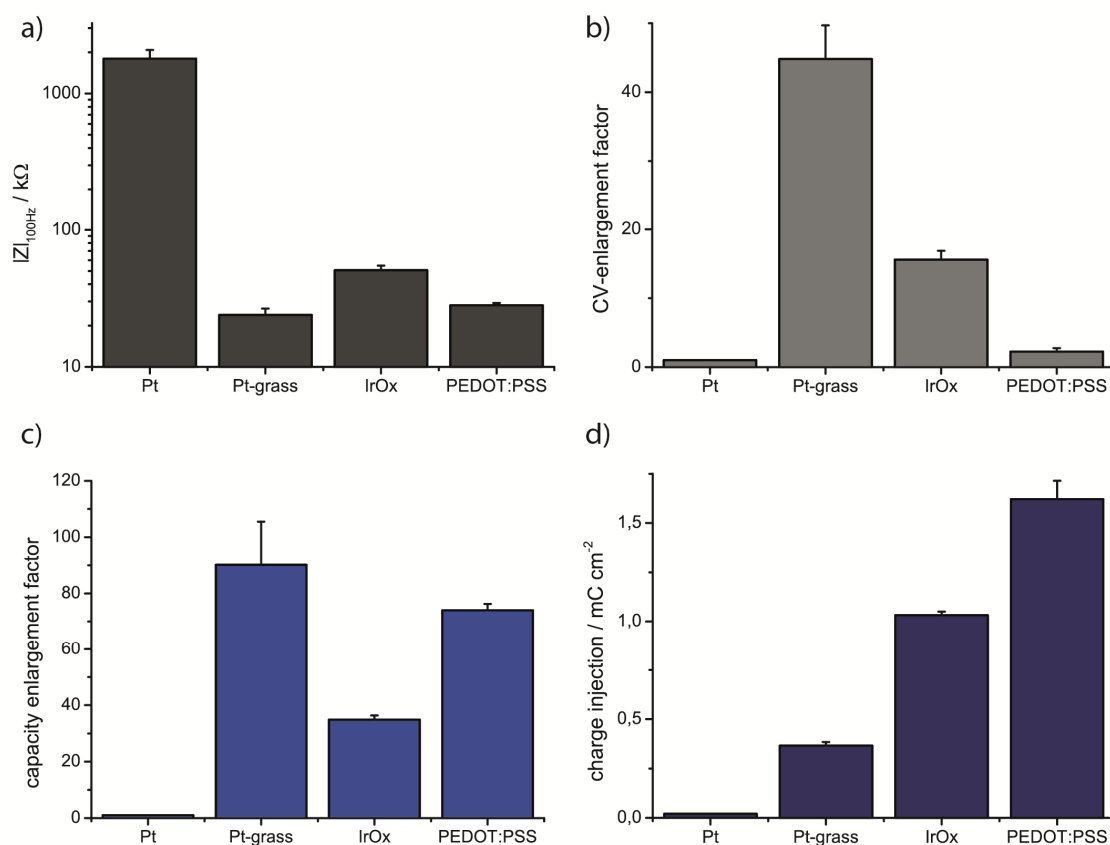 a)
|Z|100Hz / kΩ
1000
100
10
Pt
Pt-grass
IrOx
PEDOT:PSS
b)
CV-enlargement factor
40
20
0
Pt
Pt-grass
IrOx
PEDOT:PSS
c)
capacity enlargement factor
120
100
80
60
40
20
0
Pt
Pt-grass
IrOx
PEDOT:PSS
d)
charge injection / mC cm-2
1,5
1,0
0,5
0,0
Pt
Pt-grass
IrOx
PEDOT:PSS